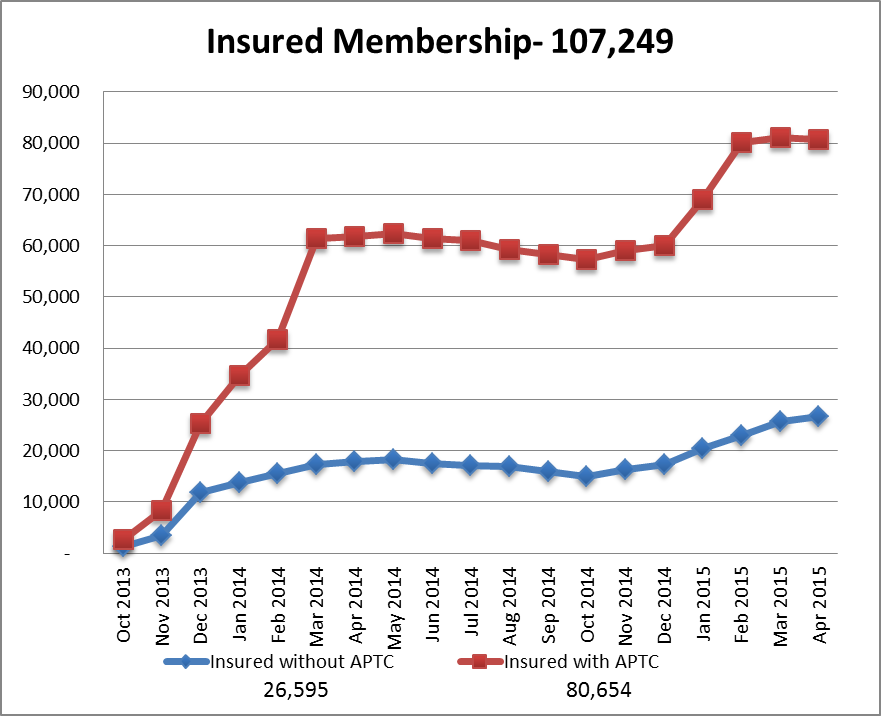 Insured Membership- 107,249
90,000
80,000
70,000
60,000
50,000
40,000
30,000
20,000
10,000
-
Oct 2013
Nov 2013
Dec 2013
Jan 2014
Feb 2014
Mar 2014
Apr 2014
May 2014
Jun 2014
Jul 2014
Aug 2014
Sep 2014
Oct 2014
Nov 2014
Dec 2014
Jan 2015
Feb 2015
Mar 2015
Apr 2015
Insured without APTC Insured with APTC
26,595 80,654